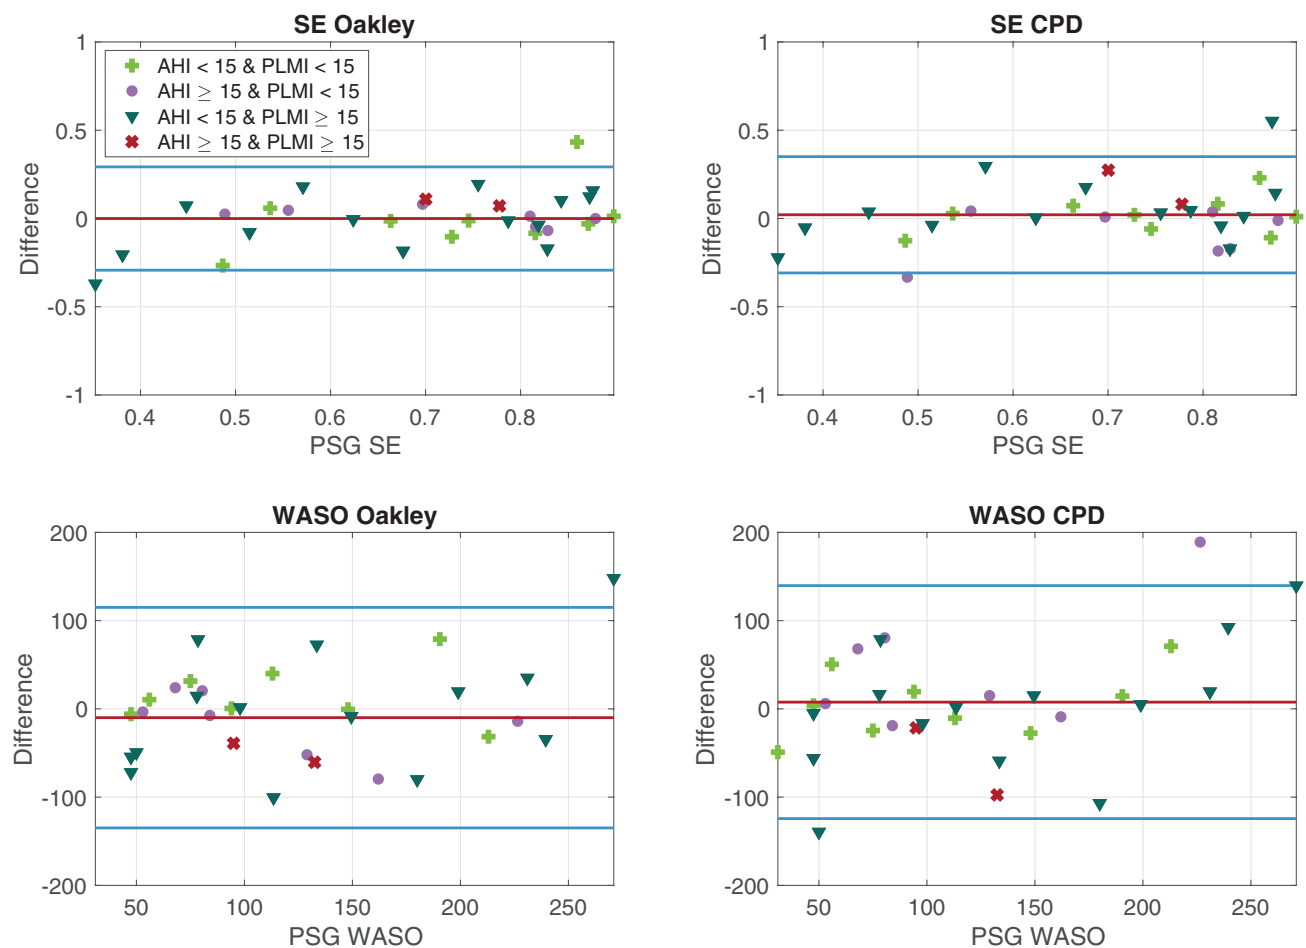 SE Oakley
1
0.5
0
-0.5
-1
Difference
AHI < 15 & PLMI < 15
AHI ≥ 15 & PLMI < 15
AHI < 15 & PLMI ≥ 15
AHI ≥ 15 & PLMI ≥ 15
0.4 0.5 0.6 0.7 0.8
PSG SE
SE CPD
1
0.5
0
-0.5
-1
Difference
0.4 0.5 0.6 0.7 0.8
PSG SE
WASO Oakley
200
100
0
-100
-200
Difference
50 100 150 200 250
PSG WASO
WASO CPD
200
100
0
-100
-200
Difference
50 100 150 200 250
PSG WASO